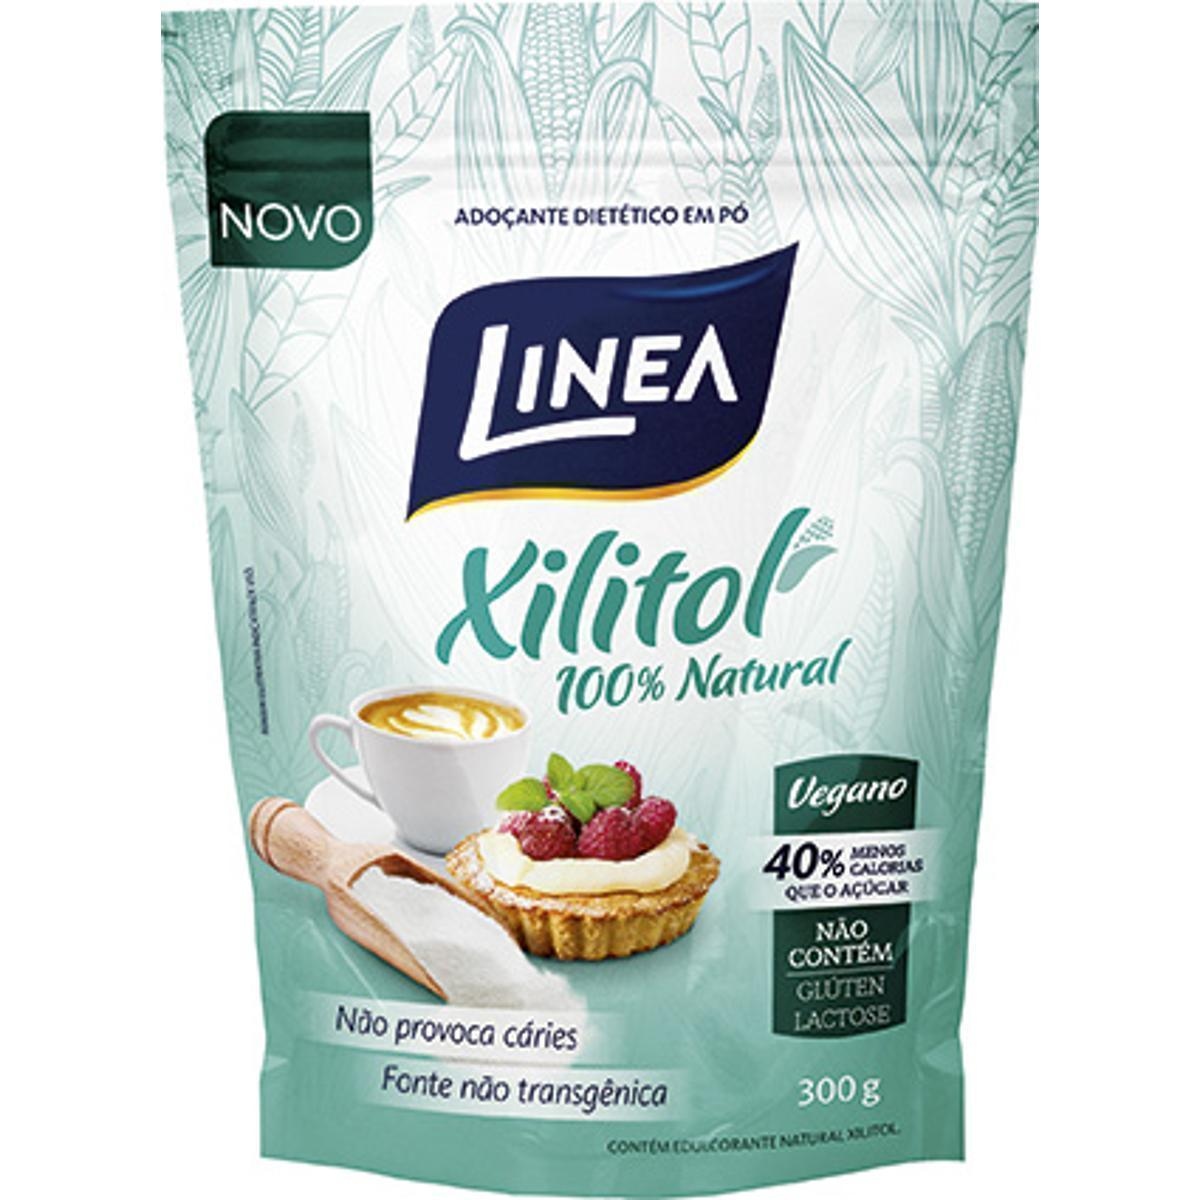 NOVO
ADOÇANTE DIETÉTICO EM PÓ
LINEA
Xilitol
100% Natural
Vegano
40% MENOS
CALORIAS
QUE O AÇÚCAR
NÃO
CONTÉM
GLÚTEN
LACTOSE
Não provoca cáries
Fonte não transgênica
300 g
CONTÉM EDULCORANTE NATURAL XILITOL.